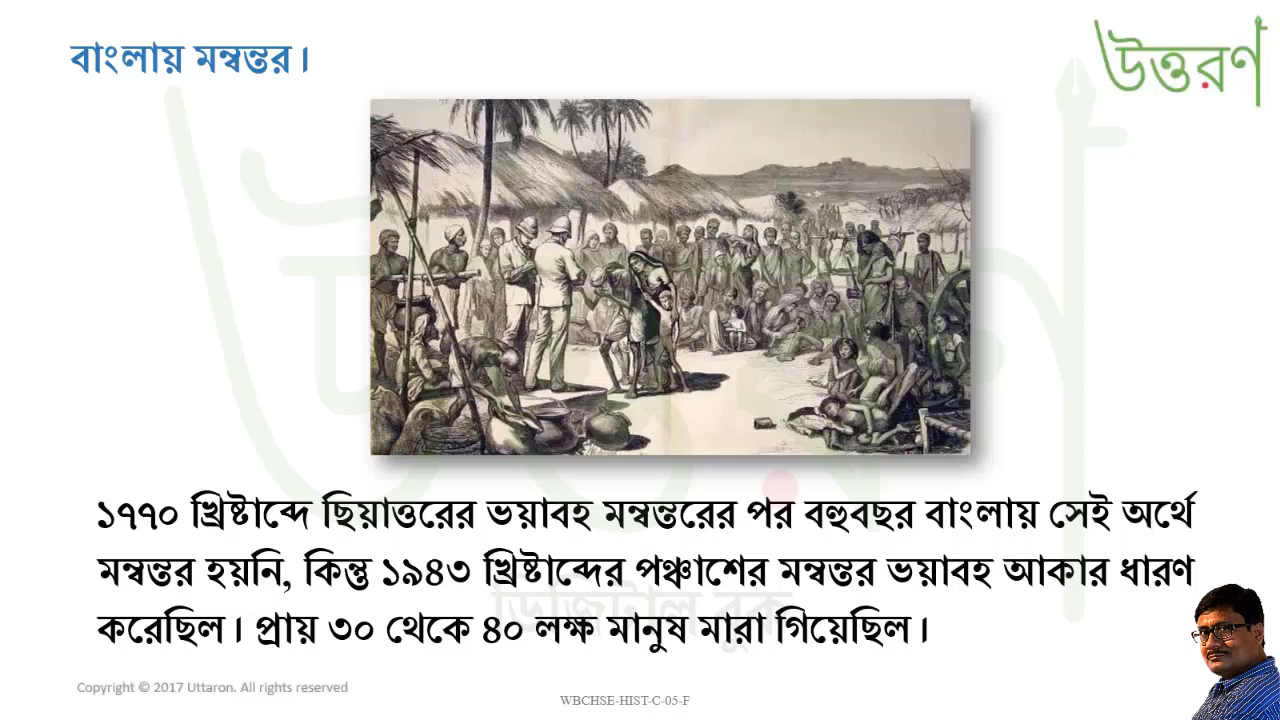 বাংলায় মন্বন্তর।
উত্তরণ
১৭৭০ খ্রিষ্টাব্দে ছিয়াত্তরের ভয়াবহ মন্বন্তরের পর বহুবছর বাংলায় সেই অর্থে
মন্বন্তর হয়নি, কিন্তু ১৯৪৩ খ্রিষ্টাব্দের পঞ্চাশের মন্বন্তর ভয়াবহ আকার ধারণ
করেছিল। প্রায় ৩০ থেকে ৪০ লক্ষ মানুষ মারা গিয়েছিল।
উত্তরণ
ডিজিটাল বুক
Copyright © 2017 Uttaron. All rights reserved
WBCHSE-HIST-C-05-F